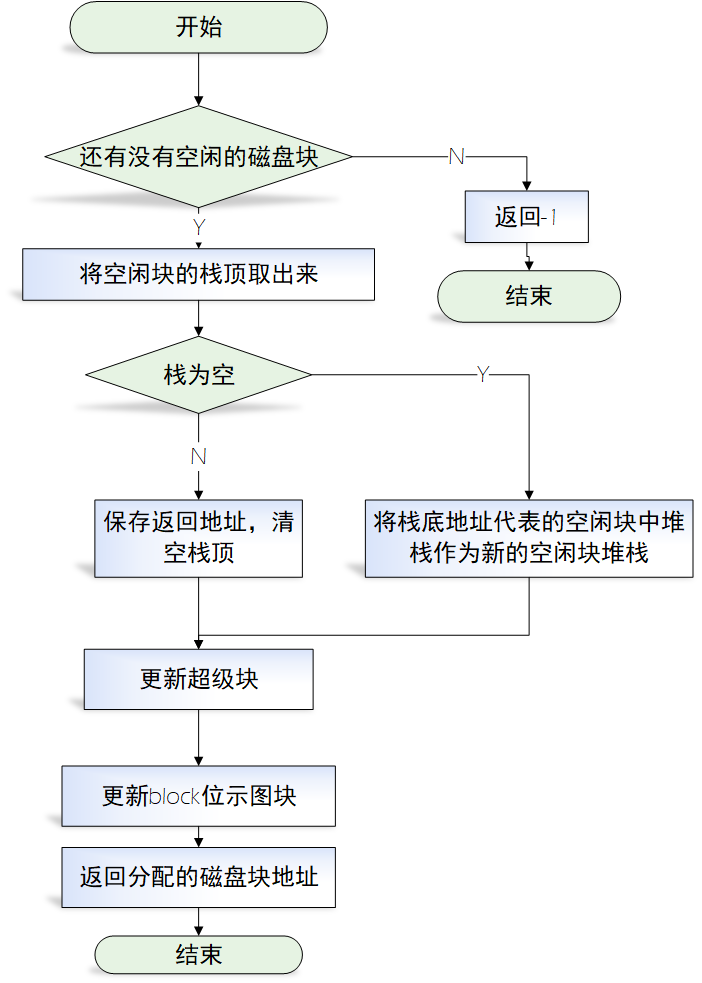 开始
还有没有空闲的磁盘块
N
返回-1
结束
Y
将空闲块的栈顶取出来
栈为空
Y
N
保存返回地址，清
空栈顶
将栈底地址代表的空闲块中堆
栈作为新的空闲块堆栈
更新超级块
更新block位示图块
返回分配的磁盘块地址
结束